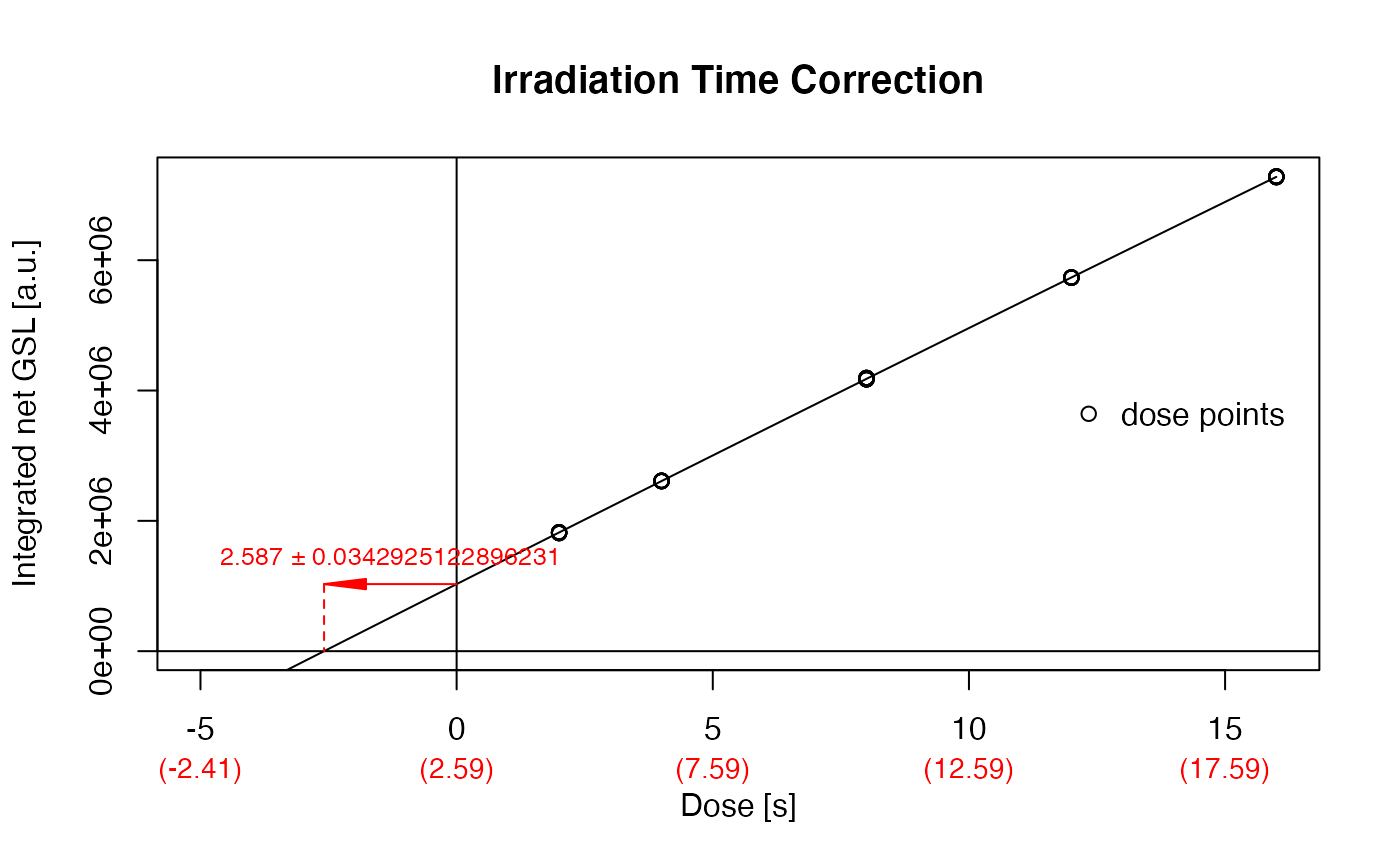 Irradiation Time Correction
Integrated net GSL [a.u.]
6e+06
4e+06
2e+06
0e+00
dose points
2.587 ± 0.0342925122896231
-5 0 5 10 15
(-2.41) (2.59) (7.59) (12.59) (17.59)
Dose [s]